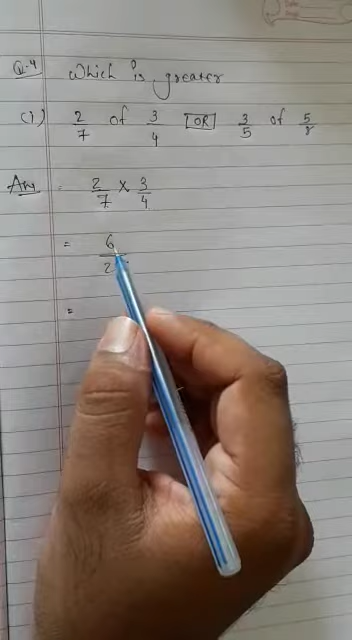 Q-4 Which is greater
(i) 2/7 of 3/4 OR 3/5 of 5/8
Ans = 2/7 × 3/4
= 6/2
=